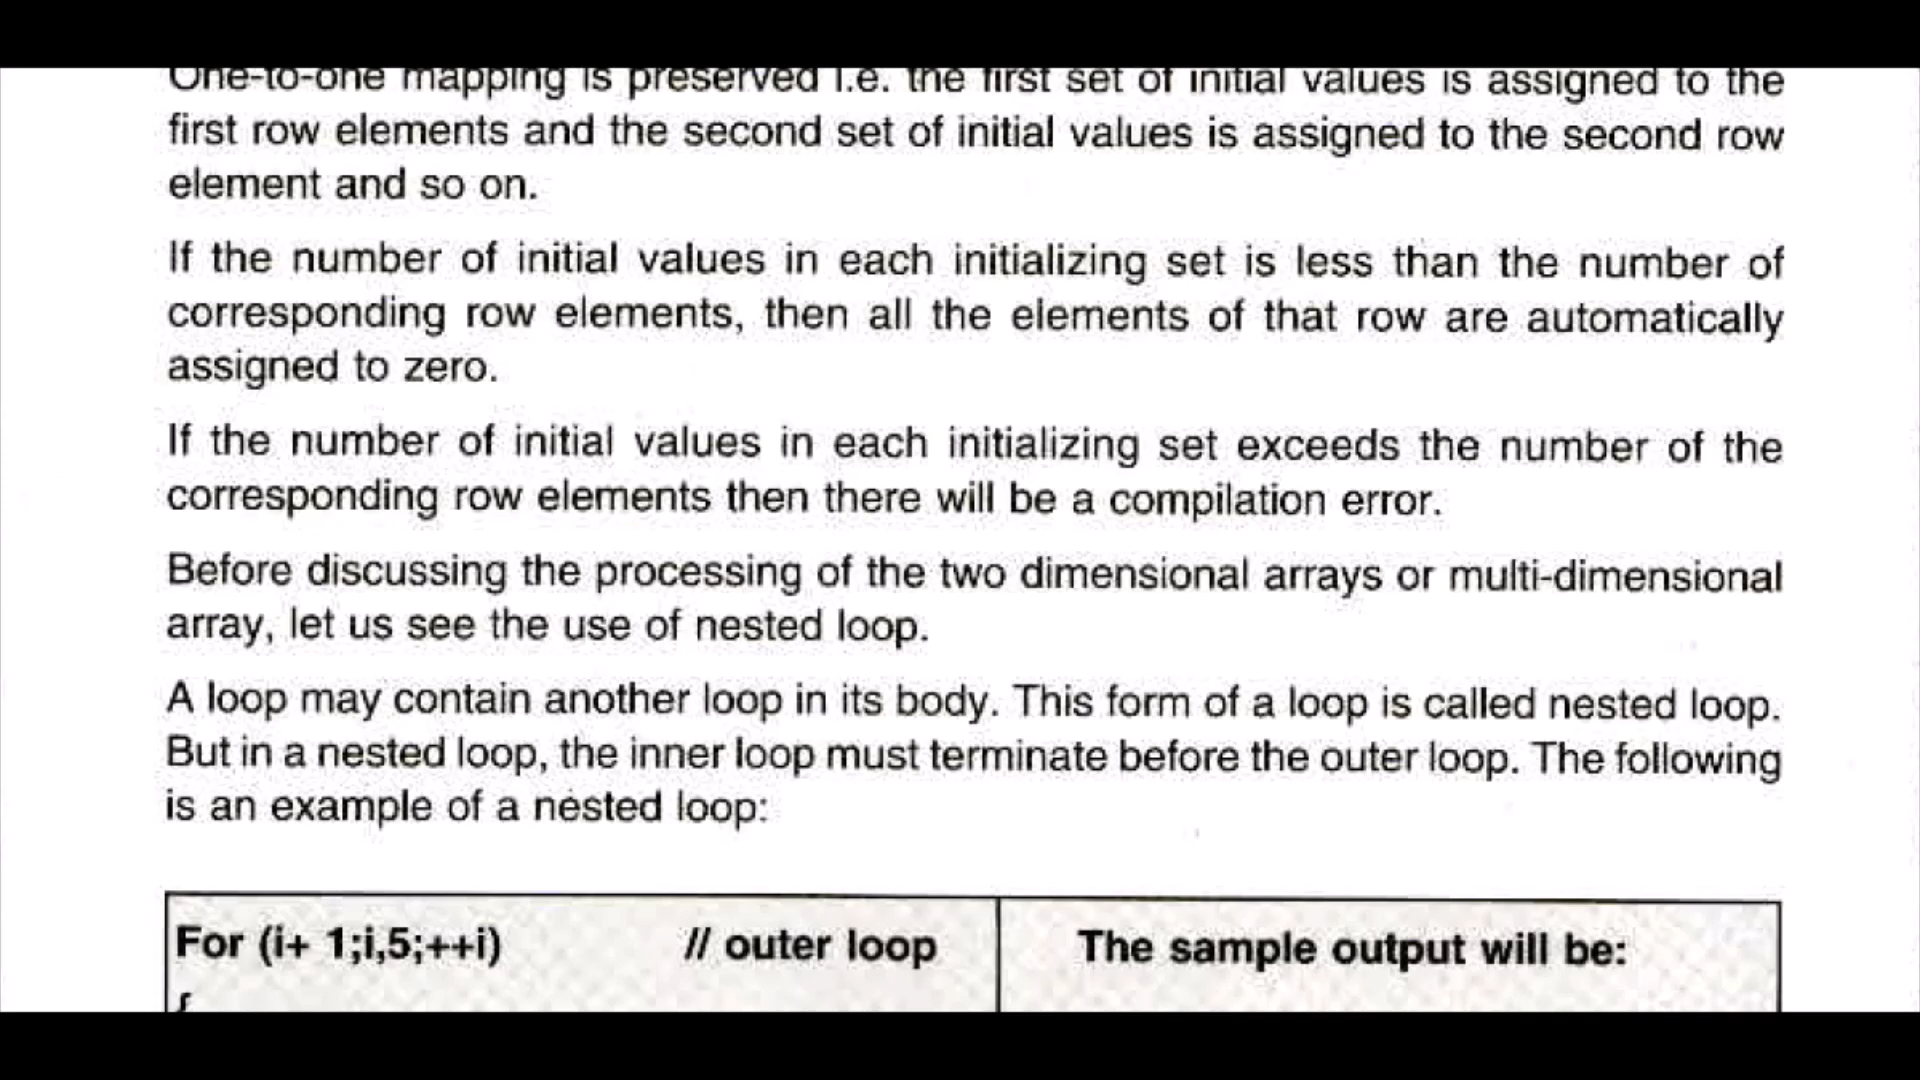 One-to-one mapping is preserved i.e. the first set of initial values is assigned to the
first row elements and the second set of initial values is assigned to the second row
element and so on.
If the number of initial values in each initializing set is less than the number of
corresponding row elements, then all the elements of that row are automatically
assigned to zero.
If the number of initial values in each initializing set exceeds the number of the
corresponding row elements then there will be a compilation error.
Before discussing the processing of the two dimensional arrays or multi-dimensional
array, let us see the use of nested loop.
A loop may contain another loop in its body. This form of a loop is called nested loop.
But in a nested loop, the inner loop must terminate before the outer loop. The following
is an example of a nested loop:
For (i+ 1;i,5;++i) // outer loop
The sample output will be:
{